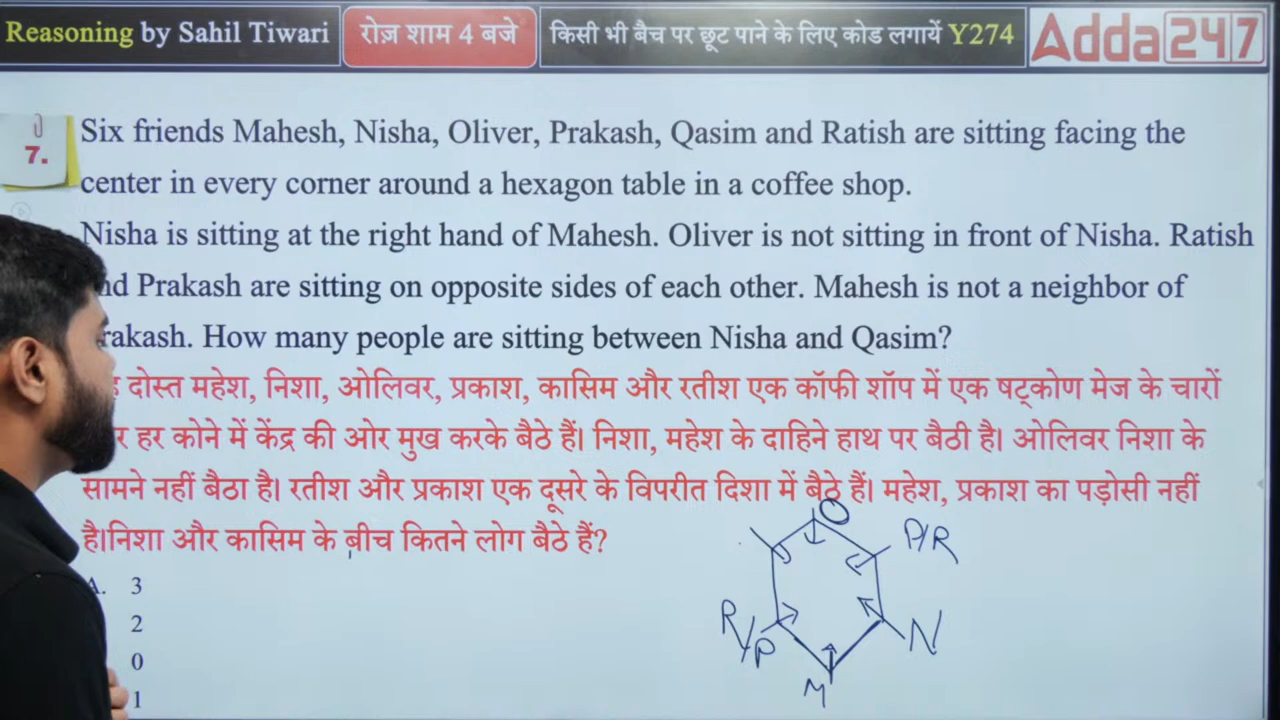 Reasoning by Sahil Tiwari
रोज़ शाम 4 बजे
किसी भी बैच पर छूट पाने के लिए कोड लगायें Y274
Adda247
7.
Six friends Mahesh, Nisha, Oliver, Prakash, Qasim and Ratish are sitting facing the
center in every corner around a hexagon table in a coffee shop.
Nisha is sitting at the right hand of Mahesh. Oliver is not sitting in front of Nisha. Ratish
nd Prakash are sitting on opposite sides of each other. Mahesh is not a neighbor of
rakash. How many people are sitting between Nisha and Qasim?
दोस्त महेश, निशा, ओलिवर, प्रकाश, कासिम और रतीश एक कॉफी शॉप में एक षट्कोण मेज के चारों
र हर कोने में केंद्र की ओर मुख करके बैठे हैं। निशा, महेश के दाहिने हाथ पर बैठी है। ओलिवर निशा के
सामने नहीं बैठा है। रतीश और प्रकाश एक दूसरे के विपरीत दिशा में बैठे हैं। महेश, प्रकाश का पड़ोसी नहीं
है।निशा और कासिम के बीच कितने लोग बैठे हैं?
A. 3
2
0
1
O
P/R
R/P
N
M